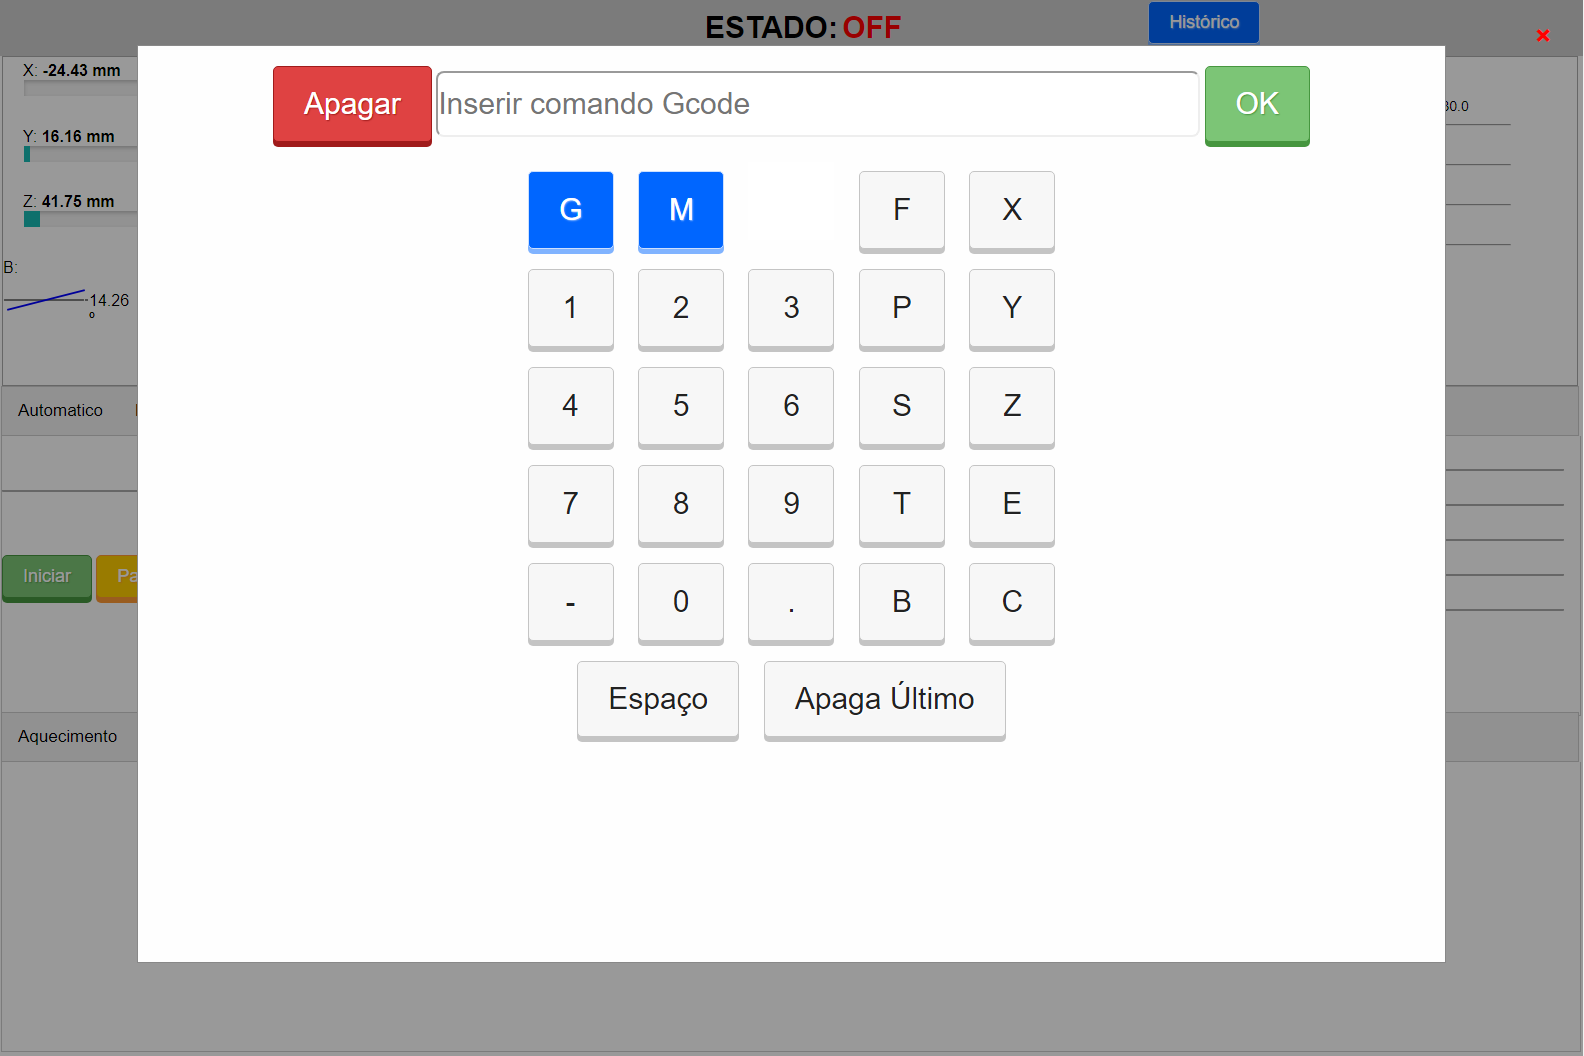 ESTADO: OFF
Histórico
×
X: -24.43 mm
Apagar
Inserir comando Gcode
OK
Y: 16.16 mm
Z: 41.75 mm
B:
14.26
º
G M F X
1 2 3 P Y
4 5 6 S Z
7 8 9 T E
- 0 . B C
Espaço Apaga Último
Automatico
Iniciar
Aquecimento